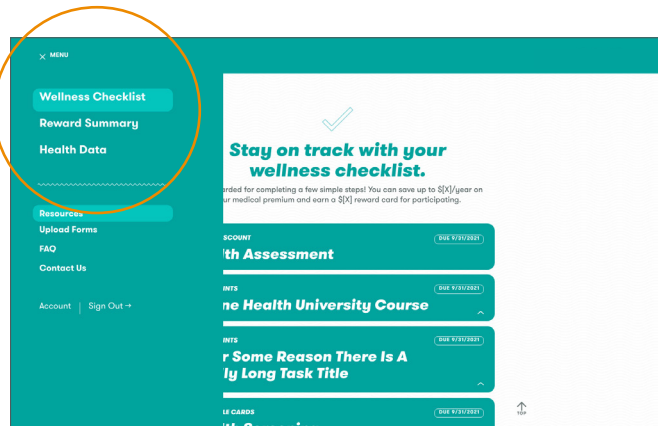 MENU
Wellness Checklist
Reward Summary
Health Data
Resources
Upload Forms
FAQ
Contact Us
Account | Sign Out →
Stay on track with your
wellness checklist.
arded for completing a few simple steps! You can save up to $[X]/year on
ur medical premium and earn a $[X] reward card for participating.
SCOUNT
DUE 9/31/2021
lth Assessment
INTS
DUE 9/31/2021
ne Health University Course
INTS
DUE 9/31/2021
r Some Reason There Is A
lly Long Task Title
LE CARDS
DUE 9/31/2021
TOP